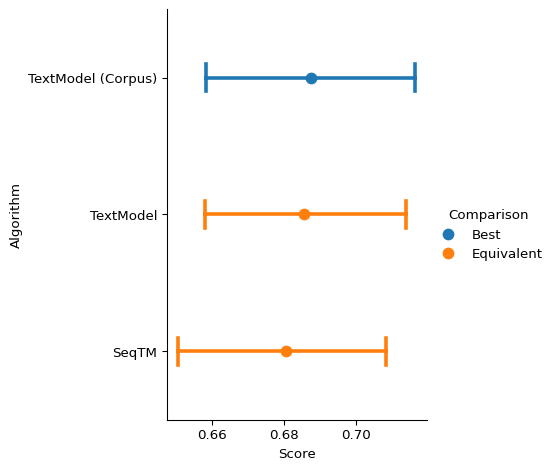 TextModel (Corpus)
TextModel
SeqTM
Algorithm
0.66 0.68 0.70
Score
Comparison
Best
Equivalent